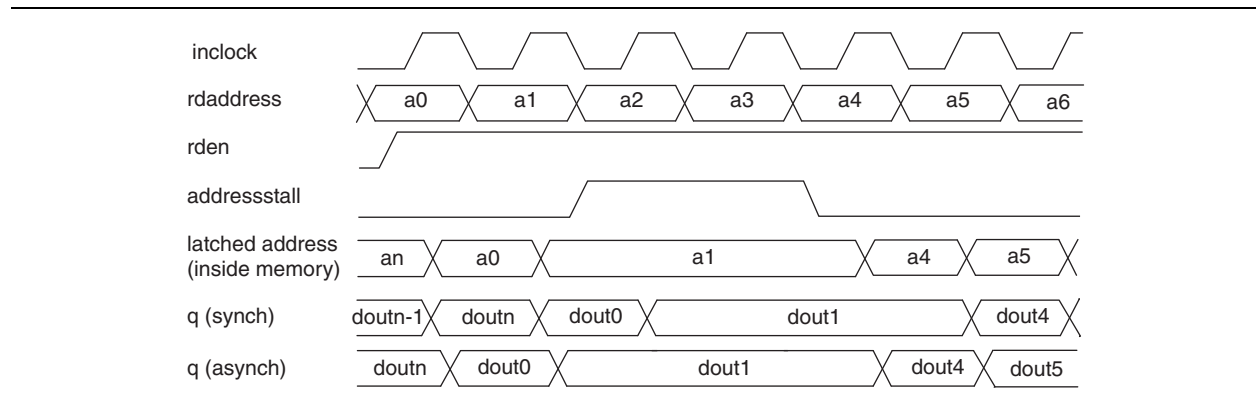 inclock
rdaddress a0 a1 a2 a3 a4 a5 a6
rden
addressstall
latched address
(inside memory) an a0 a1 a4 a5
q (synch) doutn-1 doutn dout0 dout1 dout4
q (asynch) doutn dout0 dout1 dout4 dout5